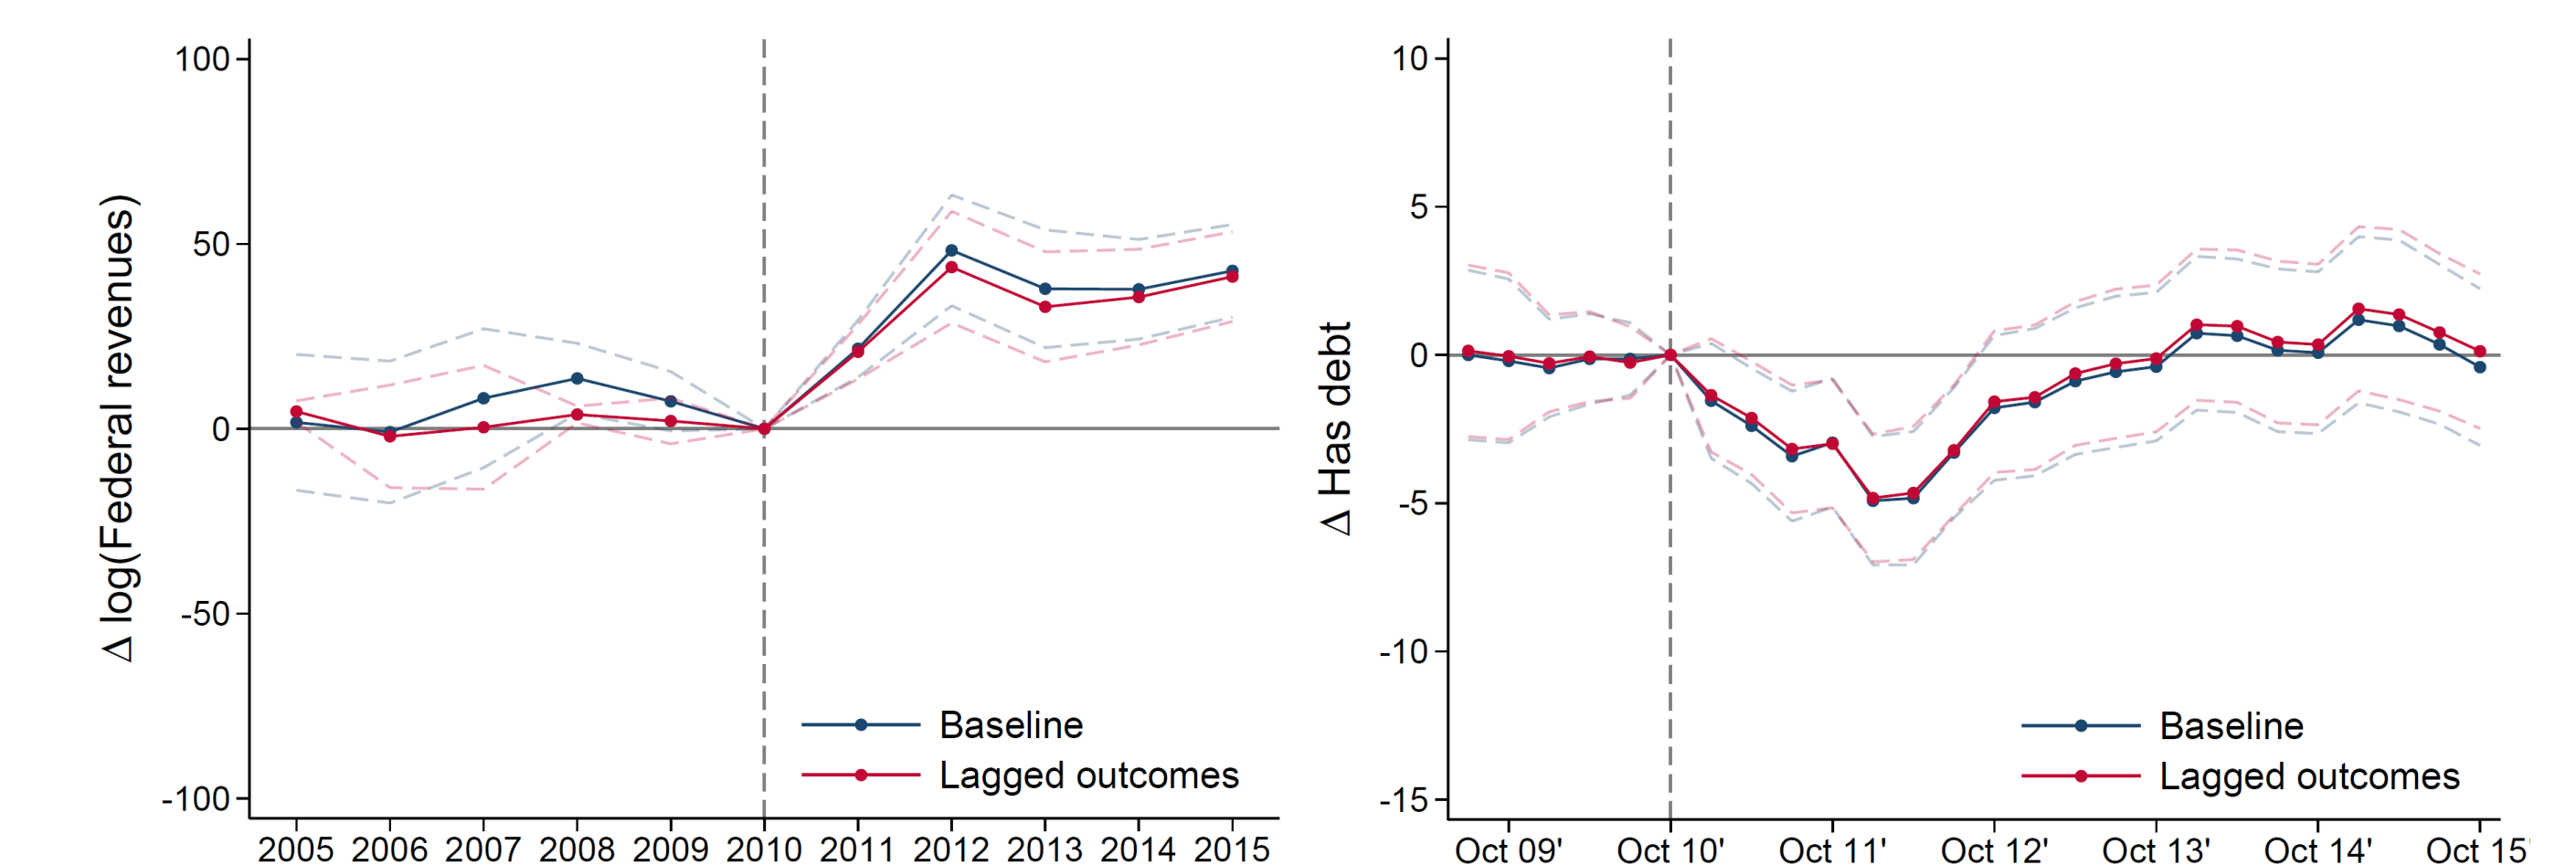 Δ log(Federal revenues)
100
50
0
-50
-100
Baseline
Lagged outcomes
2005 2006 2007 2008 2009 2010 2011 2012 2013 2014 2015
Δ Has debt
10
5
0
-5
-10
-15
Baseline
Lagged outcomes
Oct 09' Oct 10' Oct 11' Oct 12' Oct 13' Oct 14' Oct 15'